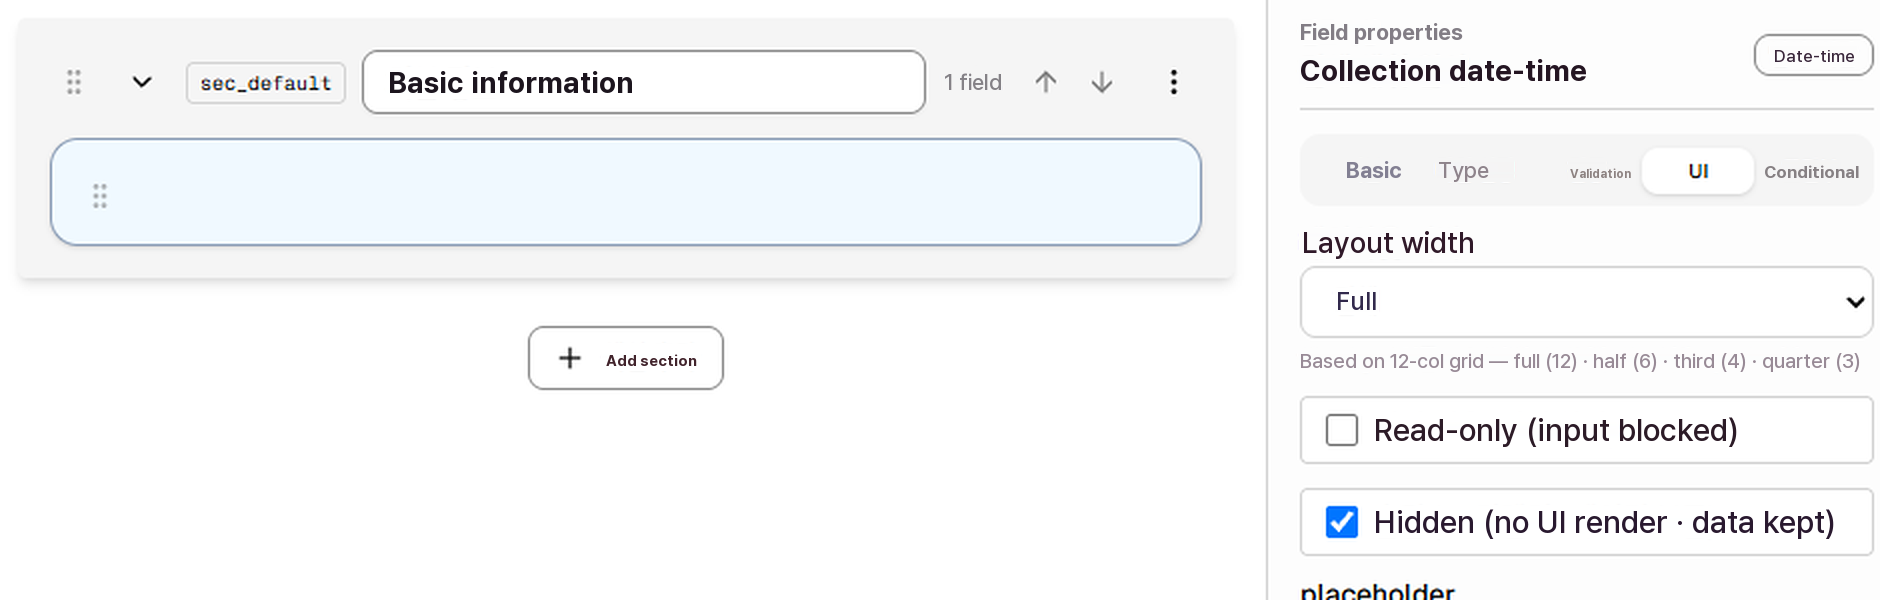 sec_default
Basic information
1 field
Add section
Field properties
Collection date-time
Date-time
Basic Type Validation UI Conditional
Layout width
Full
Based on 12-col grid — full (12) · half (6) · third (4) · quarter (3)
Read-only (input blocked)
Hidden (no UI render · data kept)
placeholder